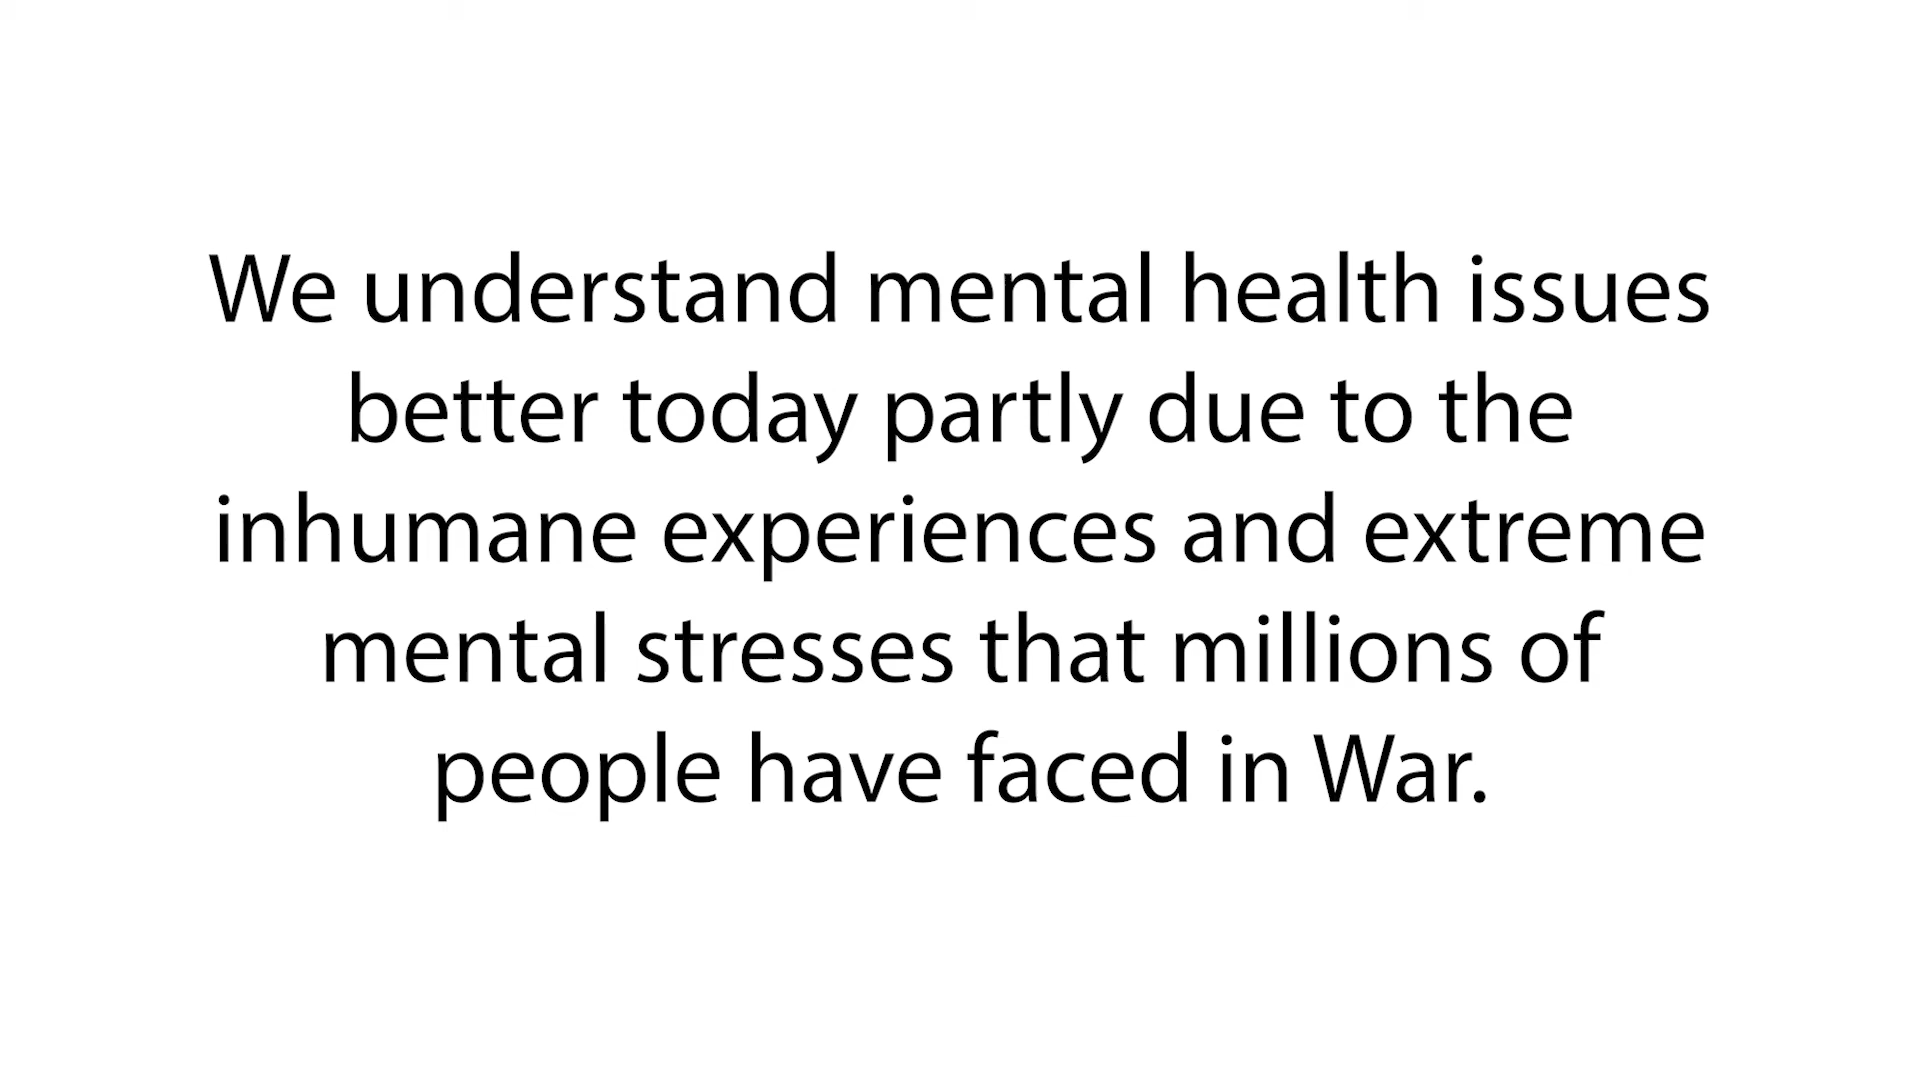 We understand mental health issues
better today partly due to the
inhumane experiences and extreme
mental stresses that millions of
people have faced in War.